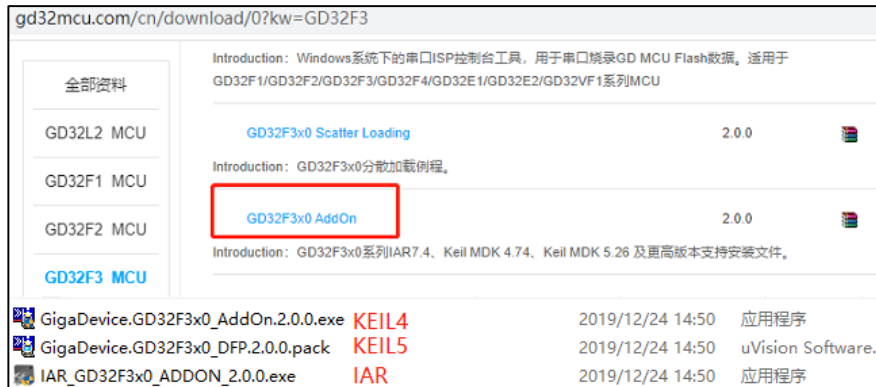 gd32mcu.com/cn/download/0?kw=GD32F3
Introduction：Windows系统下的串口ISP控制台工具，用于串口烧录GD MCU Flash数据。适用于
GD32F1/GD32F2/GD32F3/GD32F4/GD32E1/GD32E2/GD32VF1系列MCU
全部资料
GD32L2 MCU
GD32F3x0 Scatter Loading 2.0.0
Introduction：GD32F3x0分散加载例程。
GD32F1 MCU
GD32F3x0 AddOn 2.0.0
GD32F2 MCU
Introduction：GD32F3x0系列IAR7.4、Keil MDK 4.74、Keil MDK 5.26 及更高版本支持安装文件。
GD32F3 MCU
GigaDevice.GD32F3x0_AddOn.2.0.0.exe KEIL4 2019/12/24 14:50 应用程序
GigaDevice.GD32F3x0_DFP.2.0.0.pack KEIL5 2019/12/24 14:50 uVision Software.
IAR_GD32F3x0_ADDON_2.0.0.exe IAR 2019/12/24 14:50 应用程序